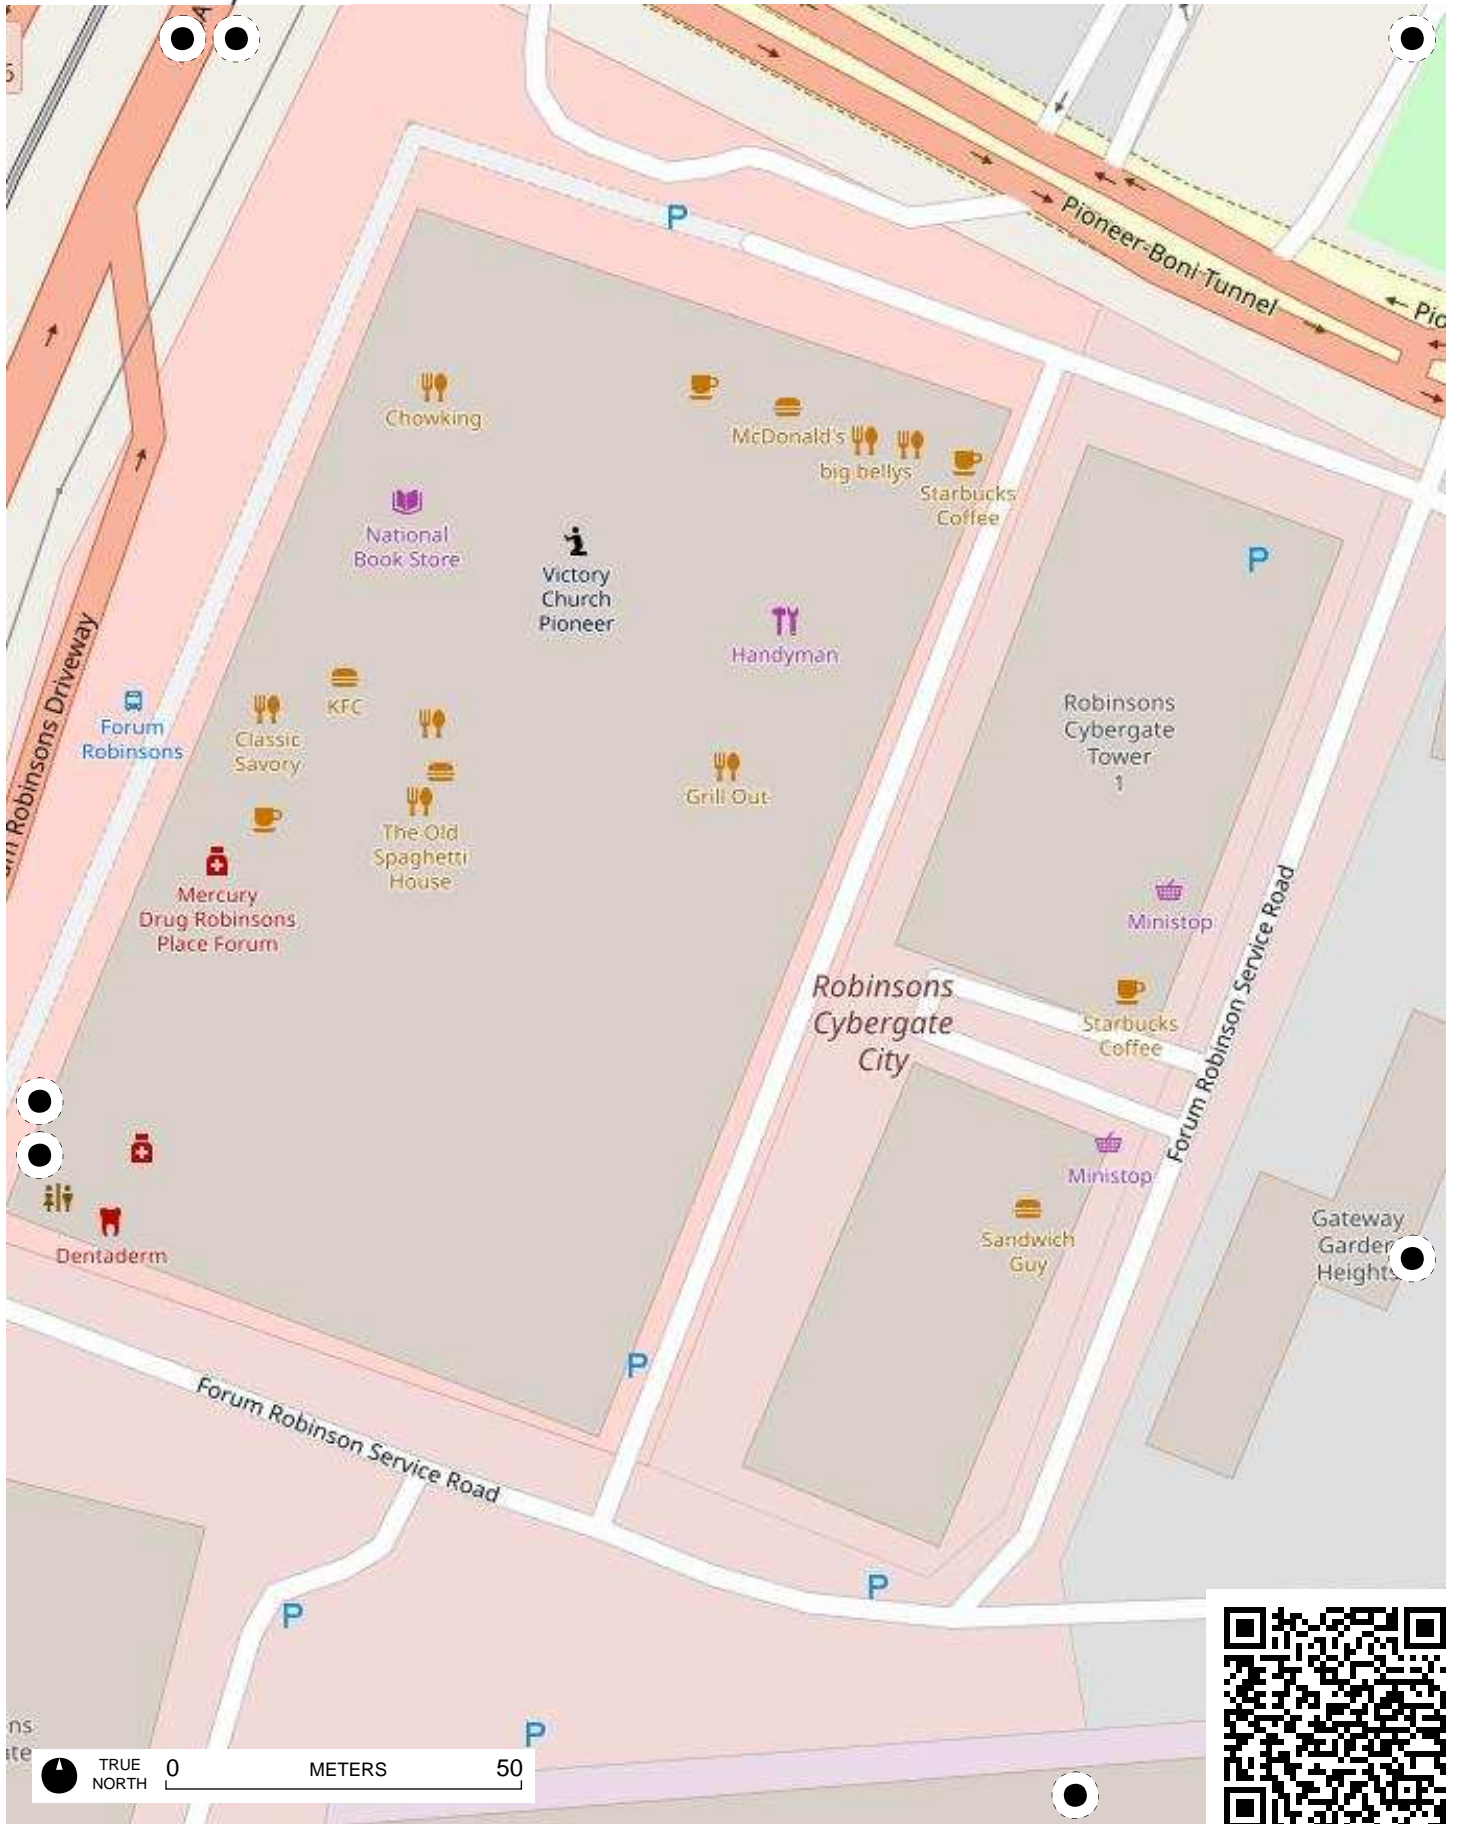 Pioneer-Boni Tunnel
Chowking
McDonald's
big bellys
Starbucks
Coffee
National
Book Store
Victory
Church
Pioneer
Handyman
KFC
Classic
Savory
Forum
Robinsons
Robinsons Driveway
Grill Out
The Old
Spaghetti
House
Mercury
Drug Robinsons
Place Forum
Robinsons
Cybergate
Tower
1
P
P
Ministop
Starbucks
Coffee
Robinsons
Cybergate
City
Forum Robinson Service Road
Ministop
Sandwich
Guy
Gateway
Garden
Heights
Dentaderm
P
Forum Robinson Service Road
P
P
P
TRUE
NORTH
0
METERS
50